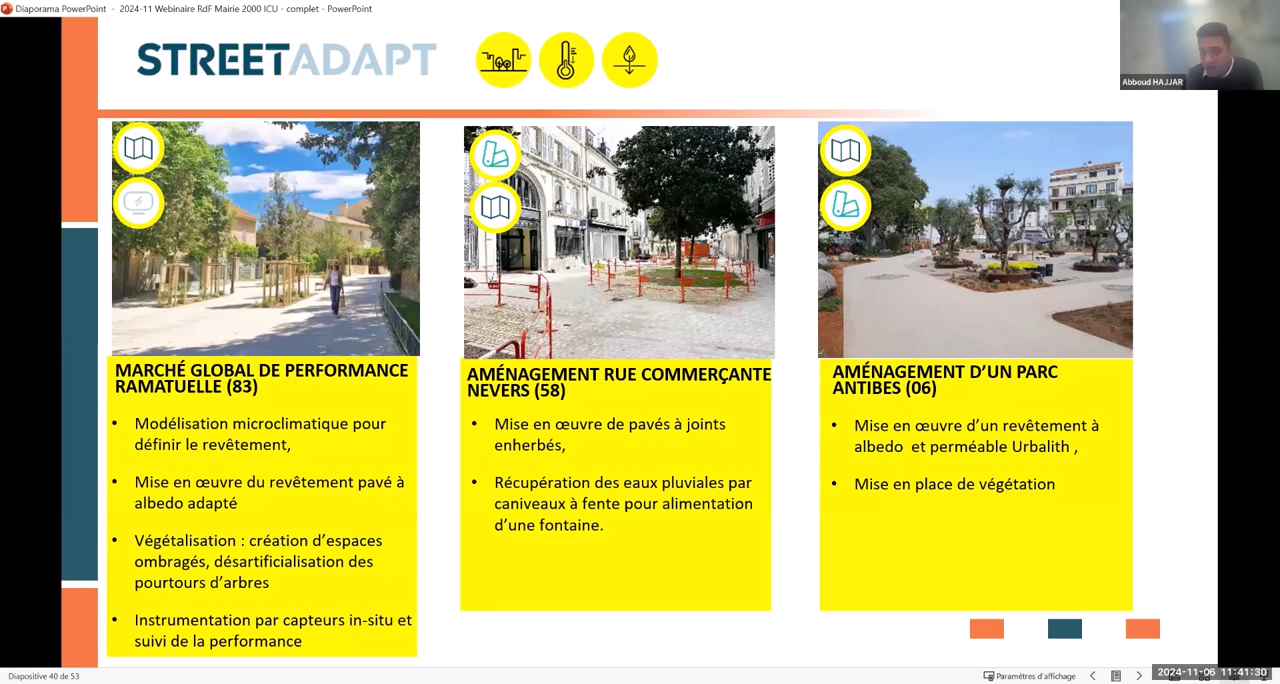 Diaporama PowerPoint - 2024-11 Webinaire RdF Mairie 2000 ICU - complet - PowerPoint
STREETADAPT
Abboud HAJJAR
MARCHÉ GLOBAL DE PERFORMANCE
RAMATUELLE (83)
• Modélisation microclimatique pour
définir le revêtement,
• Mise en œuvre du revêtement pavé à
albedo adapté
• Végétalisation : création d'espaces
ombragés, désartificialisation des
pourtours d'arbres
• Instrumentation par capteurs in-situ et
suivi de la performance
AMÉNAGEMENT RUE COMMERÇANTE
NEVERS (58)
• Mise en œuvre de pavés à joints
enherbés,
• Récupération des eaux pluviales par
caniveaux à fente pour alimentation
d'une fontaine.
AMÉNAGEMENT D'UN PARC
ANTIBES (06)
• Mise en œuvre d'un revêtement à
albedo et perméable Urbalith ,
• Mise en place de végétation
Diapositive 40 de 53
Paramètres d'affichage
2024-11-06 11:41:30